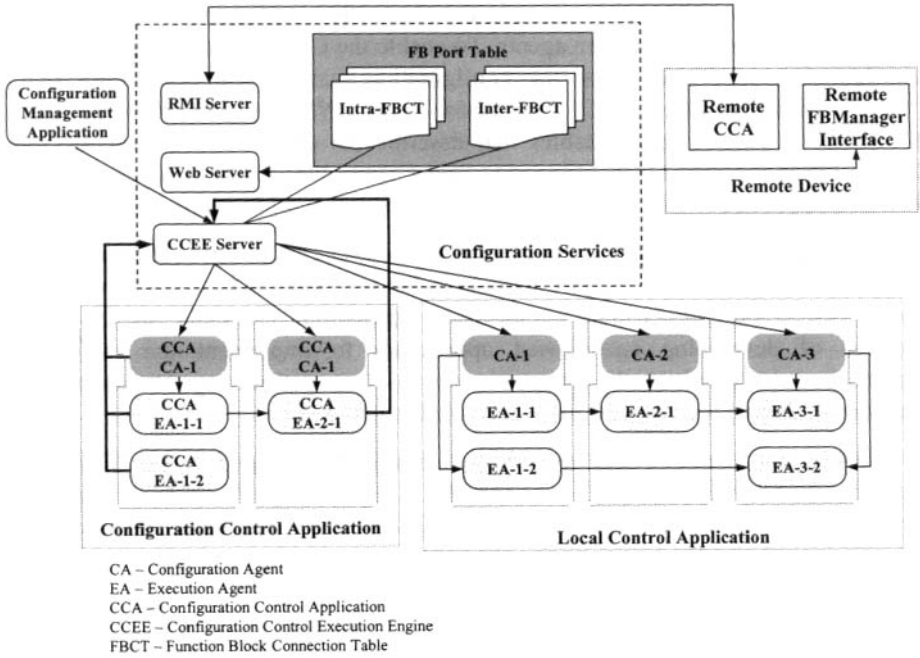 FB Port Table
Intra-FBCT
Inter-FBCT
Configuration
Management
Application
RMI Server
Web Server
CCEE Server
Configuration Services
Remote
CCA
Remote
FBManager
Interface
Remote Device
CCA
CA-1
CCA
CA-1
CCA
EA-1-1
CCA
EA-2-1
CCA
EA-1-2
Configuration Control Application
CA-1
CA-2
CA-3
EA-1-1
EA-2-1
EA-3-1
EA-1-2
EA-3-2
Local Control Application
CA – Configuration Agent
EA – Execution Agent
CCA – Configuration Control Application
CCEE – Configuration Control Execution Engine
FBCT – Function Block Connection Table